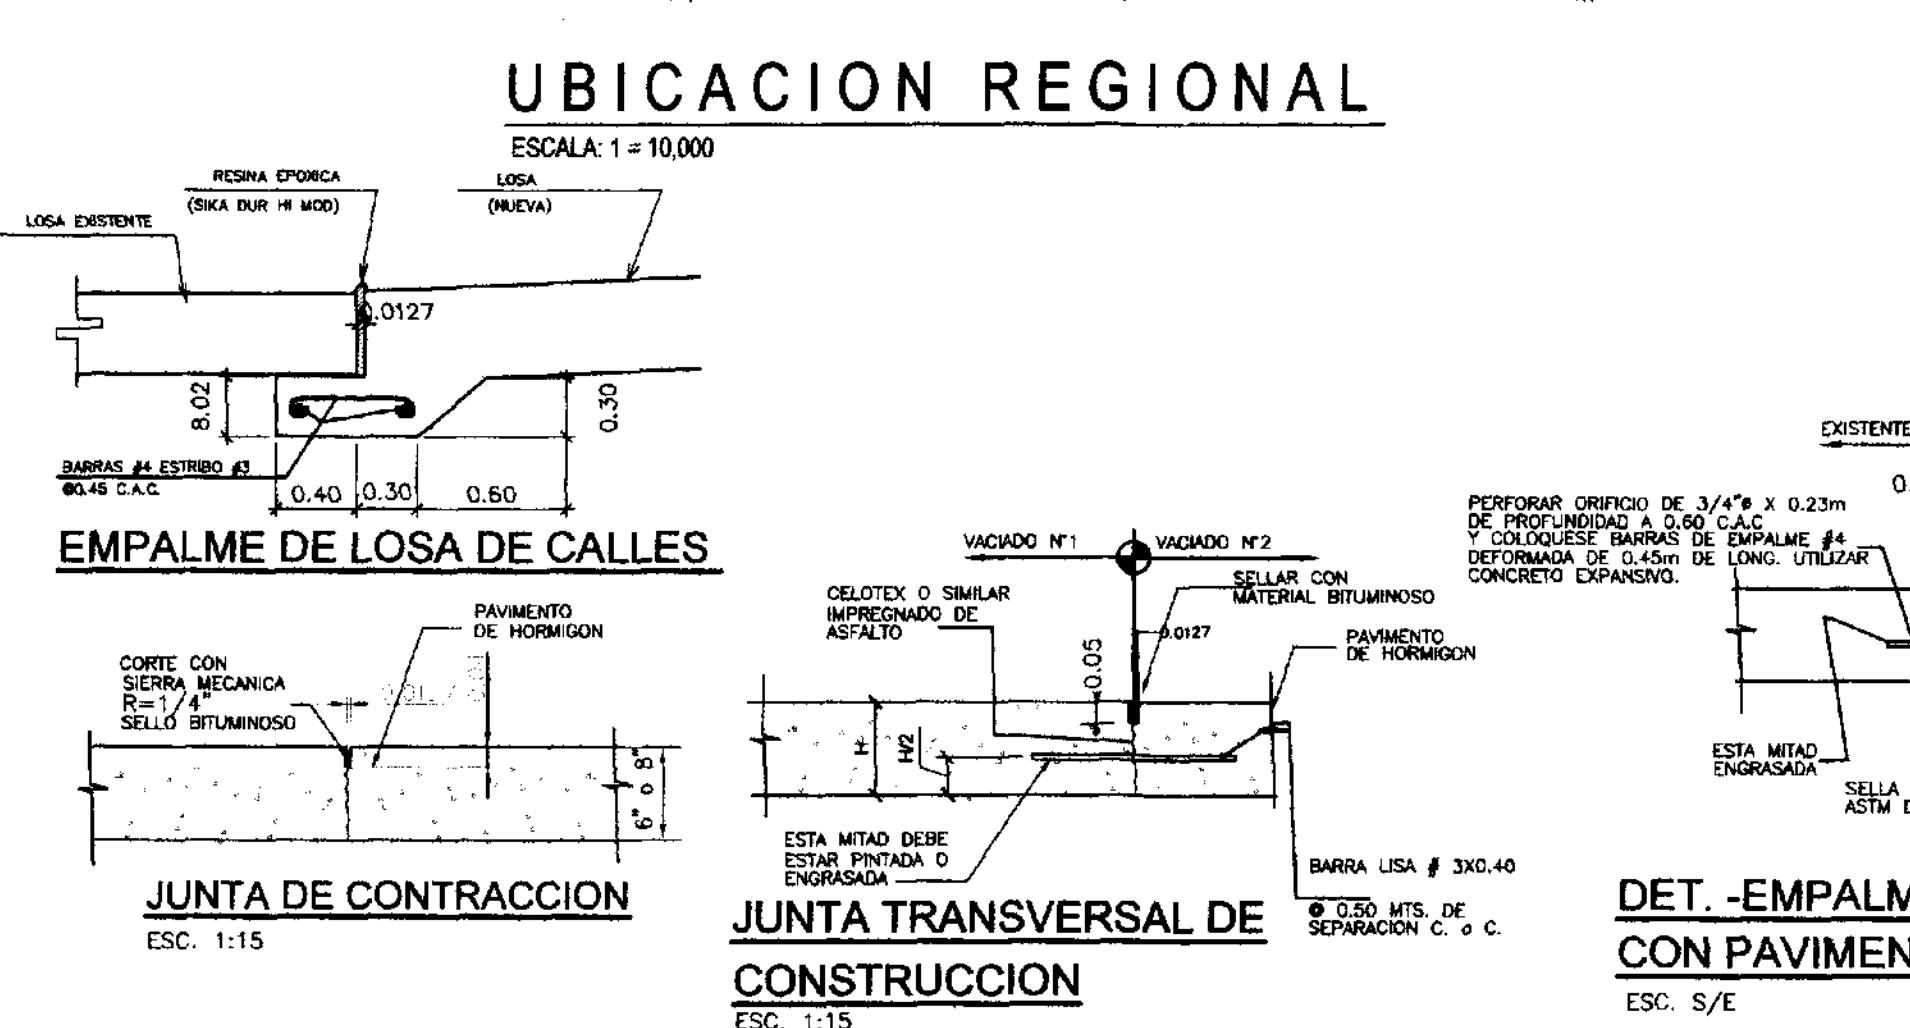 UBICACION REGIONAL
ESCALA: 1 = 10,000
RESINA EPOXICA
(SIKA DUR HI MOD)
LOSA
(NUEVA)
LOSA EXISTENTE
0.0127
8.02
0.30
BARRAS #4 ESTRIBO #3
@0.45 C.A.C.
0.40
0.30
0.60
EMPALME DE LOSA DE CALLES
PAVIMENTO
DE HORMIGON
CORTE CON
SIERRA MECANICA
R=1/4"
SELLO BITUMINOSO
6" o 8"
JUNTA DE CONTRACCION
ESC. 1:15
VACIADO N°1
VACIADO N°2
CELOTEX O SIMILAR
IMPREGNADO DE
ASFALTO
SELLAR CON
MATERIAL BITUMINOSO
0.0127
0.05
PAVIMENTO
DE HORMIGON
H
H/2
ESTA MITAD DEBE
ESTAR PINTADA O
ENGRASADA
BARRA LISA # 3X0.40
@ 0.50 MTS. DE
SEPARACION C. a C.
JUNTA TRANSVERSAL DE
CONSTRUCCION
ESC. 1:15
EXISTENTE
0.
PERFORAR ORIFICIO DE 3/4"ø X 0.23m
DE PROFUNDIDAD A 0.60 C.A.C
Y COLOQUESE BARRAS DE EMPALME #4
DEFORMADA DE 0.45m DE LONG. UTILIZAR
CONCRETO EXPANSIVO.
ESTA MITAD
ENGRASADA
SELLA
ASTM D
DET. -EMPALM
CON PAVIMEN
ESC. S/E